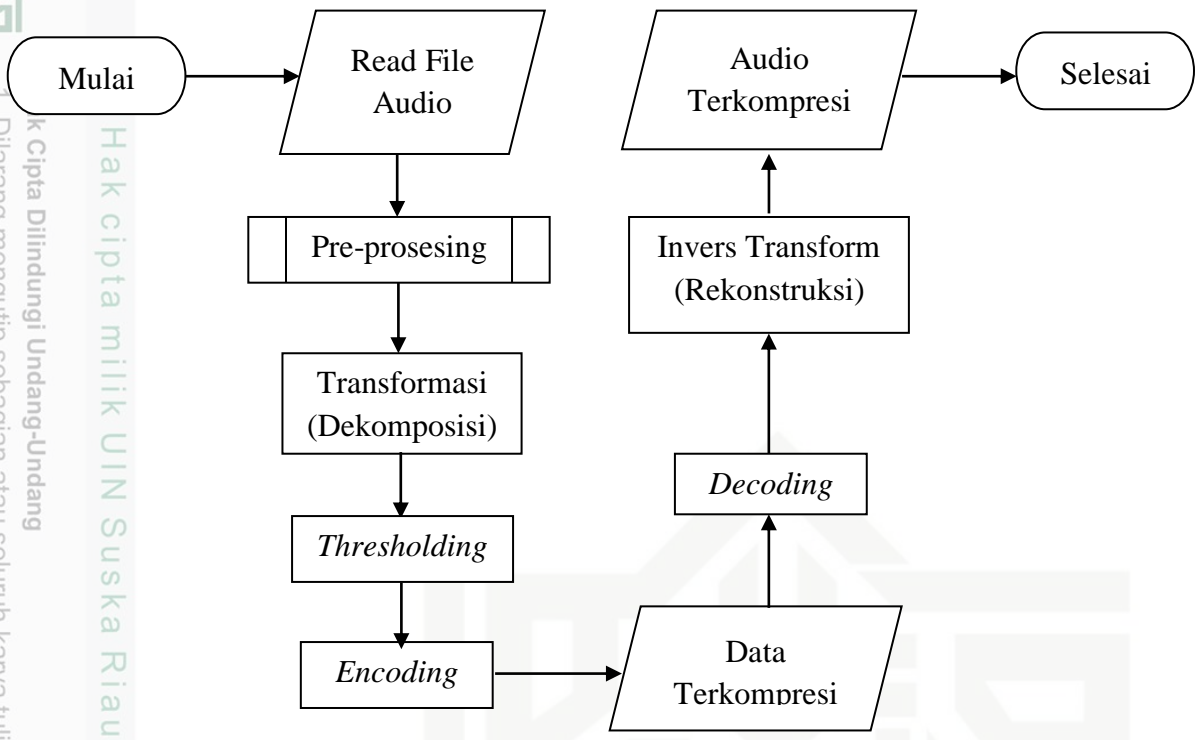 Mulai
Read File
Audio
Pre-prosesing
Transformasi
(Dekomposisi)
Thresholding
Encoding
Data
Terkompresi
Decoding
Invers Transform
(Rekonstruksi)
Audio
Terkompresi
Selesai
Hak cipta milik UIN Suska Riau
k Cipta Dilindungi Undang-Undang